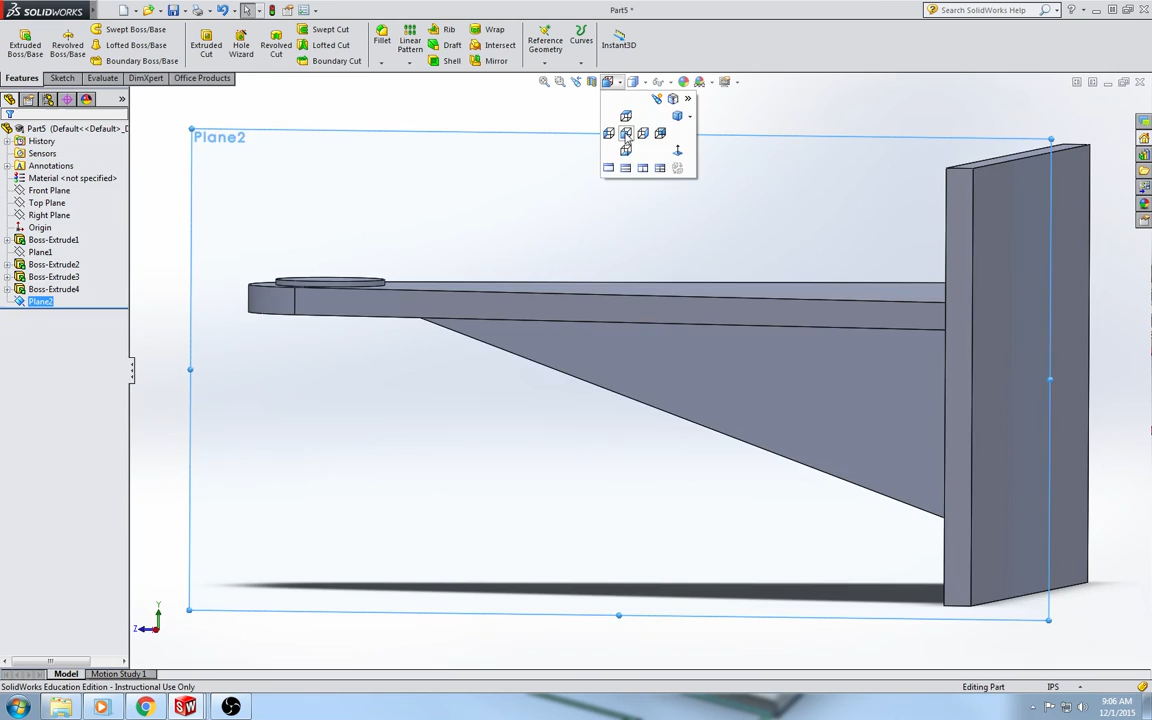 SOLIDWORKS
Part5 *
Search SolidWorks Help
Extruded Boss/Base
Revolved Boss/Base
Swept Boss/Base
Lofted Boss/Base
Boundary Boss/Base
Extruded Cut
Hole Wizard
Revolved Cut
Swept Cut
Lofted Cut
Boundary Cut
Fillet
Linear Pattern
Rib
Draft
Shell
Wrap
Intersect
Mirror
Reference Geometry
Curves
Instant3D
Features
Sketch
Evaluate
DimXpert
Office Products
Part5 (Default<<Default>_D
History
Sensors
Annotations
Material <not specified>
Front Plane
Top Plane
Right Plane
Origin
Boss-Extrude1
Plane1
Boss-Extrude2
Boss-Extrude3
Boss-Extrude4
Plane2
Plane2
Y
Z
Model
Motion Study 1
SolidWorks Education Edition - Instructional Use Only
Editing Part
IPS
9:06 AM
12/1/2015